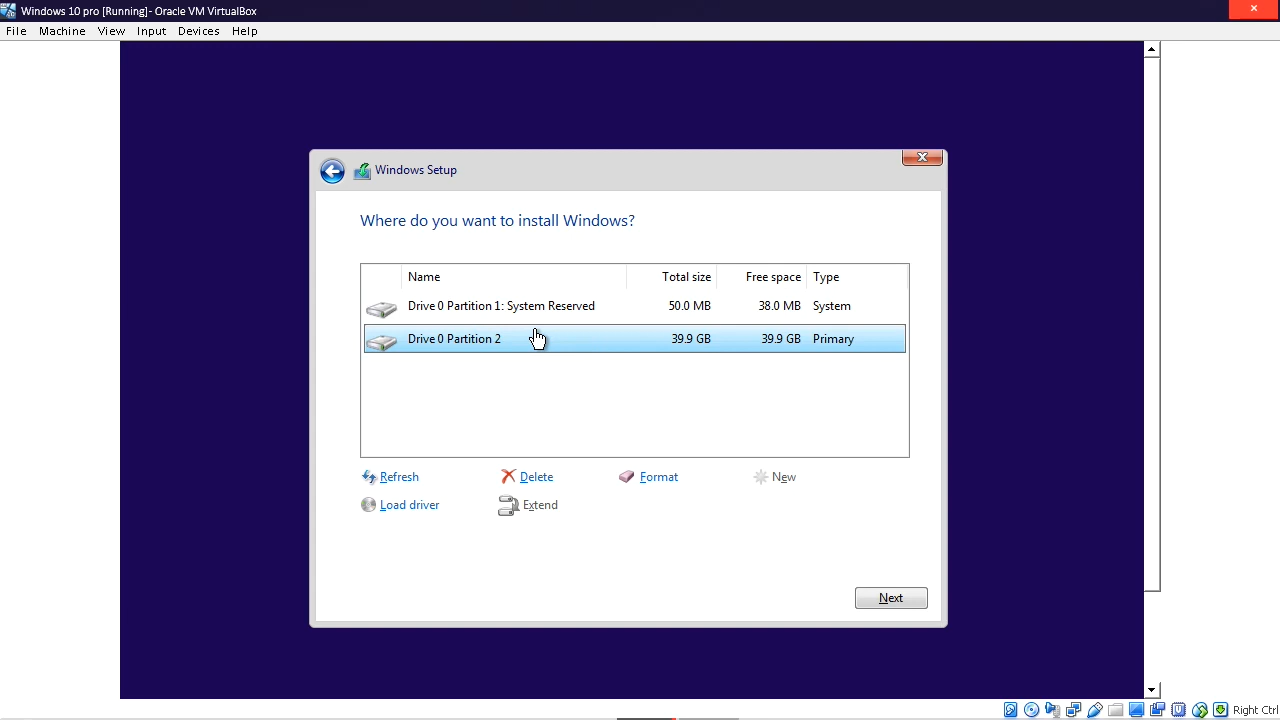 Windows 10 pro [Running]- Oracle VM VirtualBox
File Machine View Input Devices Help
Windows Setup
Where do you want to install Windows?
Name Total size Free space Type
Drive 0 Partition 1: System Reserved 50.0 MB 38.0 MB System
Drive 0 Partition 2 39.9 GB 39.9 GB Primary
Refresh Delete Format New
Load driver Extend
Next
Right Ctrl